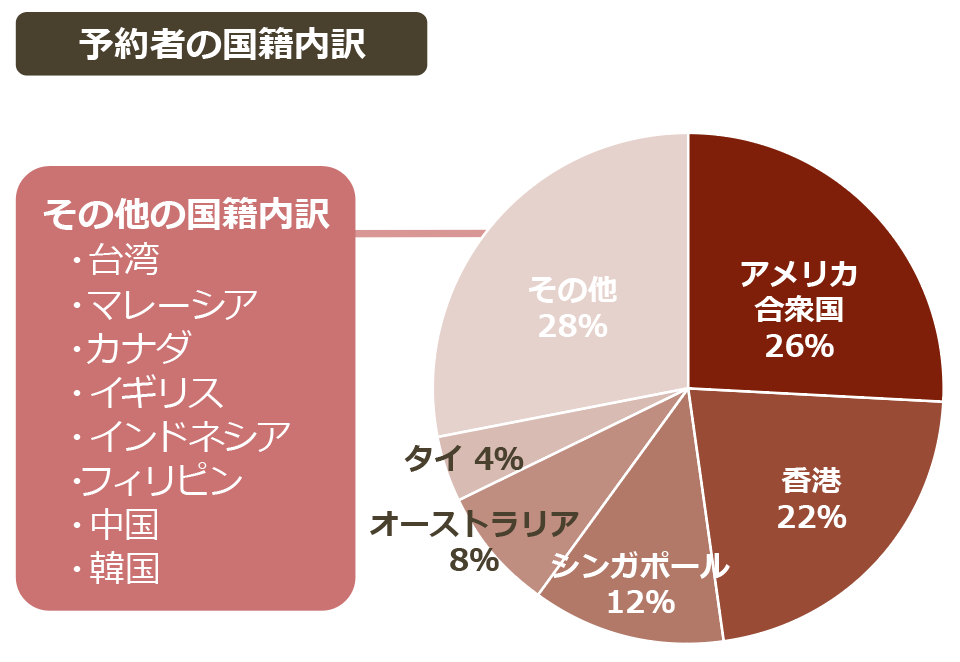 予約者の国籍内訳
その他の国籍内訳
・台湾
・マレーシア
・カナダ
・イギリス
・インドネシア
・フィリピン
・中国
・韓国
アメリカ
合衆国
26%
香港
22%
シンガポール
12%
オーストラリア
8%
タイ 4%
その他
28%